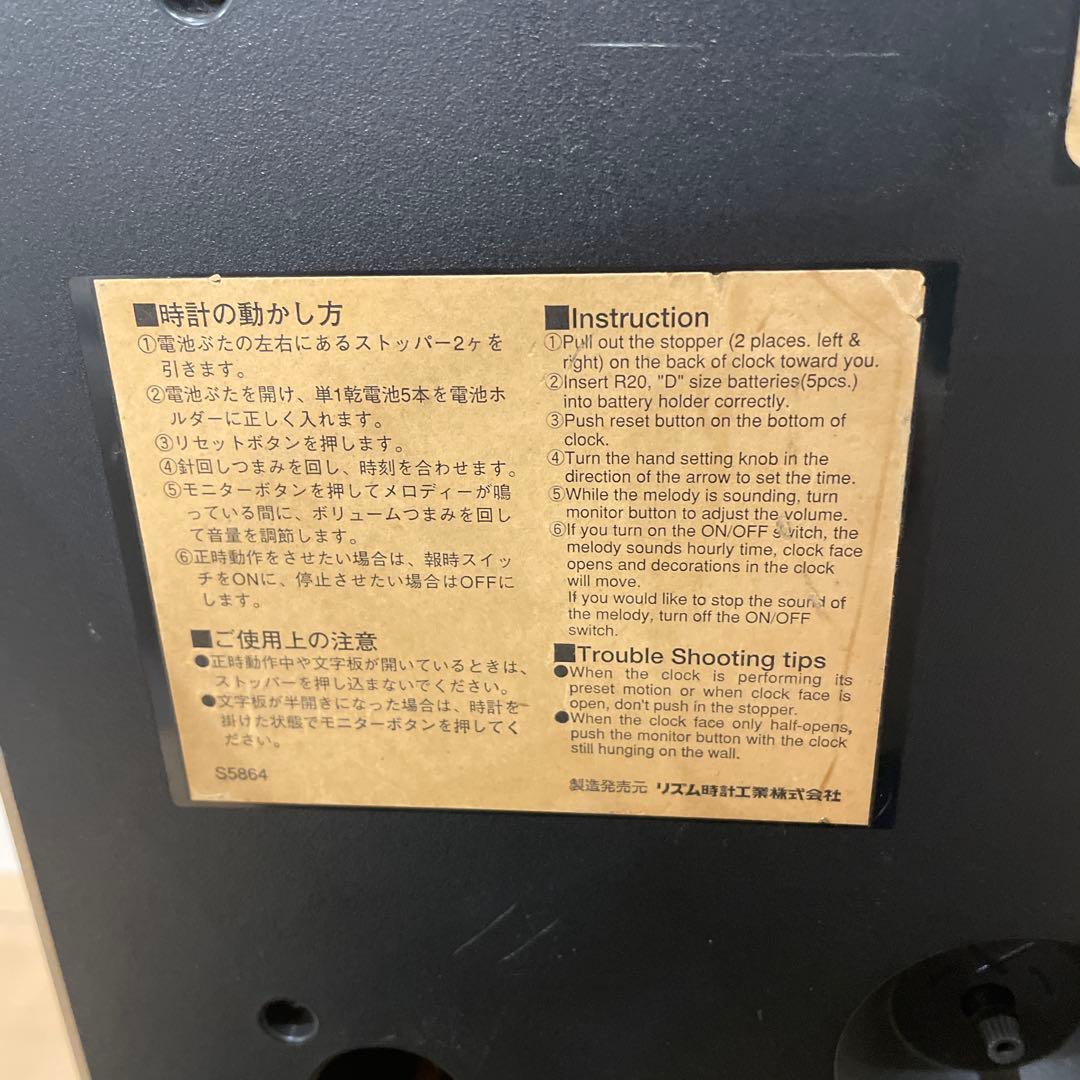 ■時計の動かし方
①電池ぶたの左右にあるストッパー2ヶを
引きます。
②電池ぶたを開け、単1乾電池5本を電池ホ
ルダーに正しく入れます。
③リセットボタンを押します。
④針回しつまみを回し、時刻を合わせます。
⑤モニターボタンを押してメロディーが鳴
っている間に、ボリュームつまみを回し
て音量を調節します。
⑥正時動作をさせたい場合は、報時スイッ
チをONに、停止させたい場合はOFFに
します。
■ご使用上の注意
●正時動作中や文字板が開いているときは、
ストッパーを押し込まないでください。
●文字板が半開きになった場合は、時計を
掛けた状態でモニターボタンを押してく
ださい。
S5864
■Instruction
①Pull out the stopper (2 places. left &
right) on the back of clock toward you.
②Insert R20, "D" size batteries(5pcs.)
into battery holder correctly.
③Push reset button on the bottom of
clock.
④Turn the hand setting knob in the
direction of the arrow to set the time.
⑤While the melody is sounding, turn
monitor button to adjust the volume.
⑥If you turn on the ON/OFF switch, the
melody sounds hourly time, clock face
opens and decorations in the clock
will move.
If you would like to stop the sound of
the melody, turn off the ON/OFF
switch.
■Trouble Shooting tips
●When the clock is performing its
preset motion or when clock face is
open, don't push in the stopper.
●When the clock face only half-opens,
push the monitor button with the clock
still hunging on the wall.
製造発売元 リズム時計工業株式会社